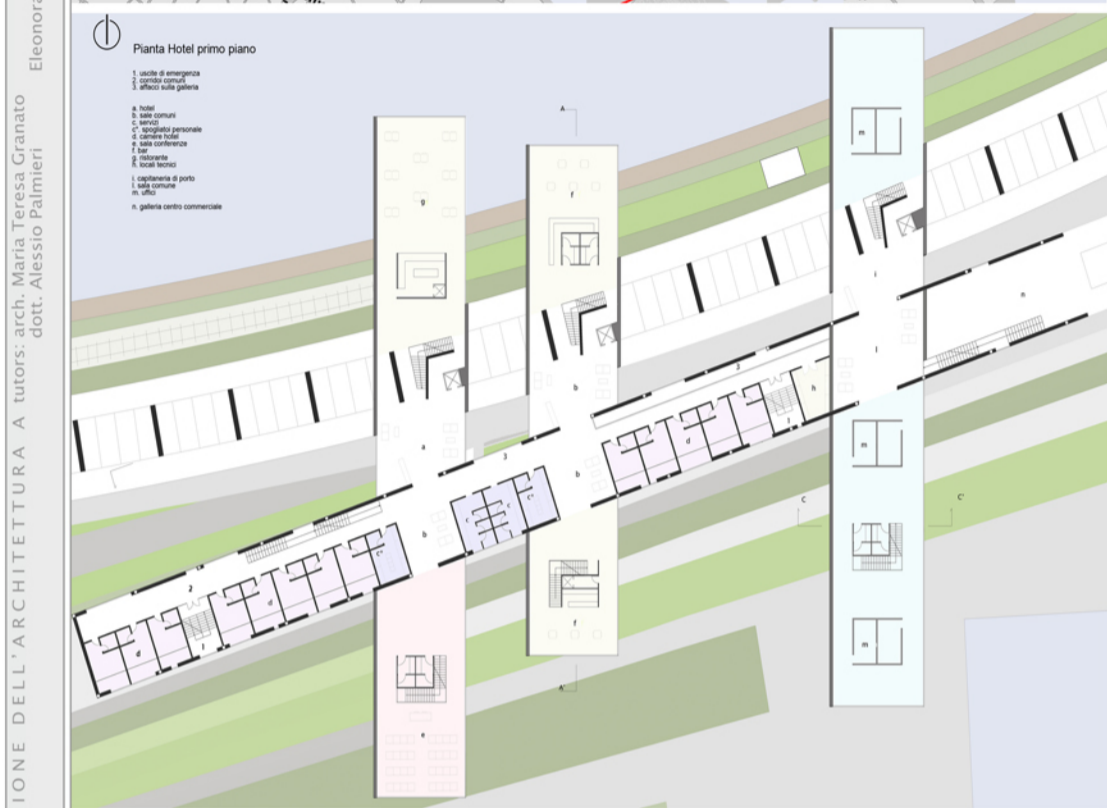 IONE DELL'ARCHITETTURA A tutors: arch. Maria Teresa Granato
dott. Alessio Palmieri
Eleonora
Pianta Hotel primo piano
1. uscite di emergenza
2. corridoi comuni
3. affacci sulla galleria
a. hotel
b. sale comuni
c. servizi
c*. spogliatoi personale
d. camere hotel
e. sala conferenze
f. bar
g. ristorante
h. locali tecnici
i. capitaneria di porto
l. sala comune
m. uffici
n. galleria centro commerciale
A
m
g
f
i
n
b
l
3
h
d
l
a
3
b
m
c
c
c*
C
C'
b
c*
2
d
d
l
f
m
A'
e